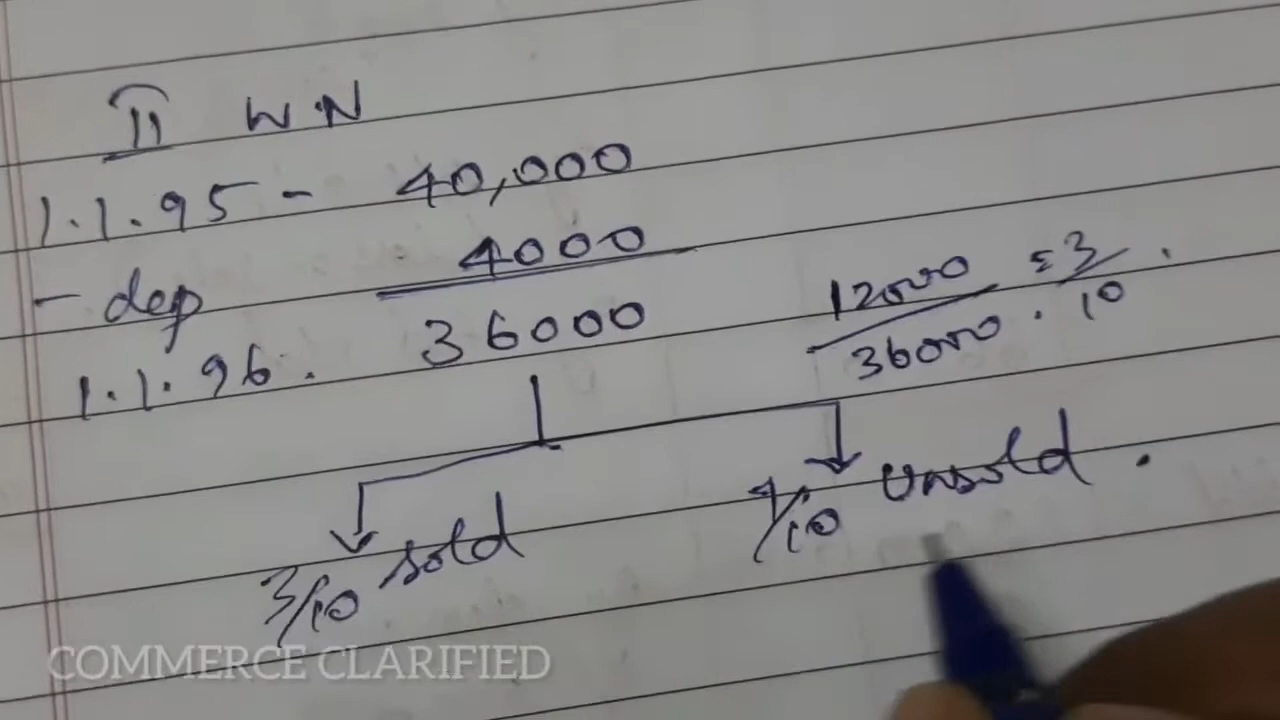 II W.N
1.1.95 - 40,000
- dep 4000
1.1.96. 36000
12000/36000 = 3/10
3/10 sold
7/10 unsold.
COMMERCE CLARIFIED